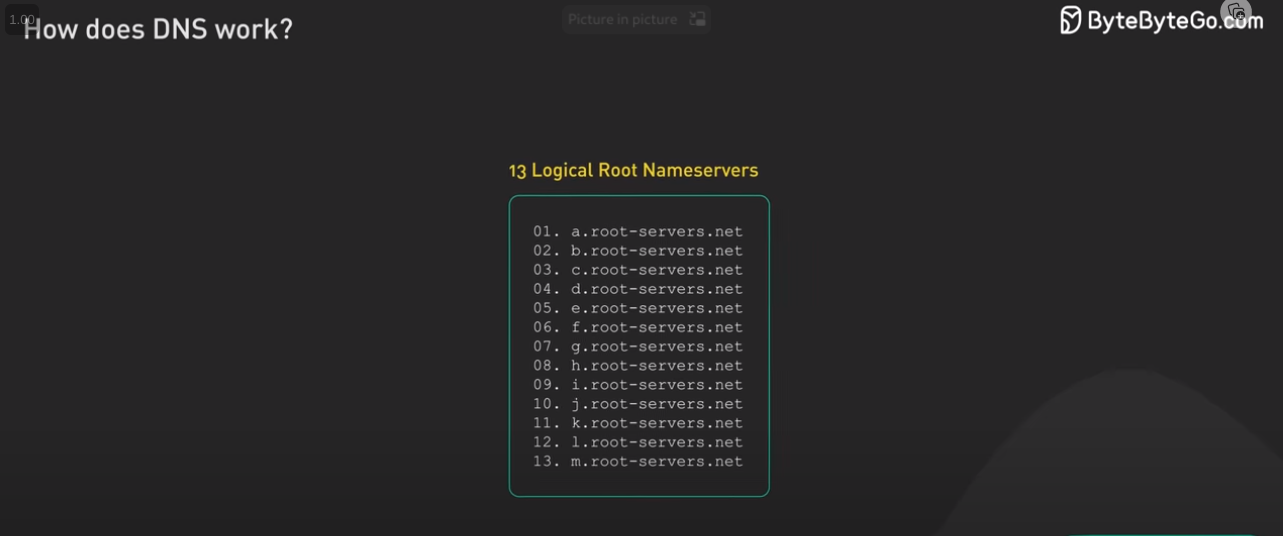 1.00
How does DNS work?
Picture in picture
ByteByteGo.com
13 Logical Root Nameservers
01. a.root-servers.net
02. b.root-servers.net
03. c.root-servers.net
04. d.root-servers.net
05. e.root-servers.net
06. f.root-servers.net
07. g.root-servers.net
08. h.root-servers.net
09. i.root-servers.net
10. j.root-servers.net
11. k.root-servers.net
12. l.root-servers.net
13. m.root-servers.net